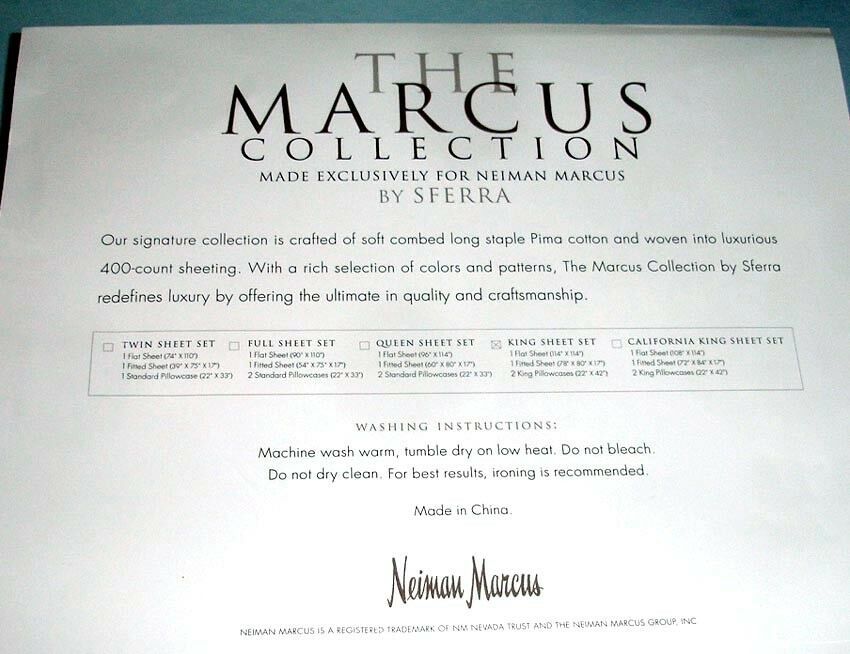 THE
MARCUS
COLLECTION
MADE EXCLUSIVELY FOR NEIMAN MARCUS
BY SFERRA
Our signature collection is crafted of soft combed long staple Pima cotton and woven into luxurious
400-count sheeting. With a rich selection of colors and patterns, The Marcus Collection by Sferra
redefines luxury by offering the ultimate in quality and craftsmanship.
TWIN SHEET SET
1 Flat Sheet (74" X 110")
1 Fitted Sheet (39" X 75" X 17")
1 Standard Pillowcase (22" X 33")
FULL SHEET SET
1 Flat Sheet (90" X 110")
1 Fitted Sheet (54" X 75" X 17")
2 Standard Pillowcases (22" X 33")
QUEEN SHEET SET
1 Flat Sheet (96" X 114")
1 Fitted Sheet (60" X 80" X 17")
2 Standard Pillowcases (22" X 33")
KING SHEET SET
1 Flat Sheet (114" X 114")
1 Fitted Sheet (78" X 80" X 17")
2 King Pillowcases (22" X 42")
CALIFORNIA KING SHEET SET
1 Flat Sheet (108" X 114")
1 Fitted Sheet (72" X 84" X 17")
2 King Pillowcases (22" X 42")
WASHING INSTRUCTIONS:
Machine wash warm, tumble dry on low heat. Do not bleach.
Do not dry clean. For best results, ironing is recommended.
Made in China.
Neiman Marcus
NEIMAN MARCUS IS A REGISTERED TRADEMARK OF NM NEVADA TRUST AND THE NEIMAN MARCUS GROUP, INC